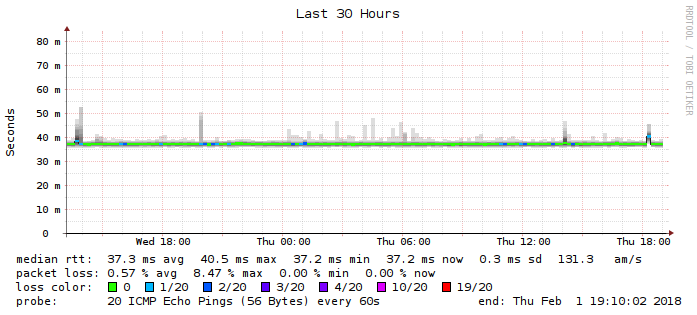 Last 30 Hours
RRDTOOL / TOBI OETIKER
Seconds
80 m
70 m
60 m
50 m
40 m
30 m
20 m
10 m
0
Wed 18:00 Thu 00:00 Thu 06:00 Thu 12:00 Thu 18:00
median rtt: 37.3 ms avg 40.5 ms max 37.2 ms min 37.2 ms now 0.3 ms sd 131.3 am/s
packet loss: 0.57 % avg 8.47 % max 0.00 % min 0.00 % now
loss color: 0 1/20 2/20 3/20 4/20 10/20 19/20
probe: 20 ICMP Echo Pings (56 Bytes) every 60s end: Thu Feb 1 19:10:02 2018